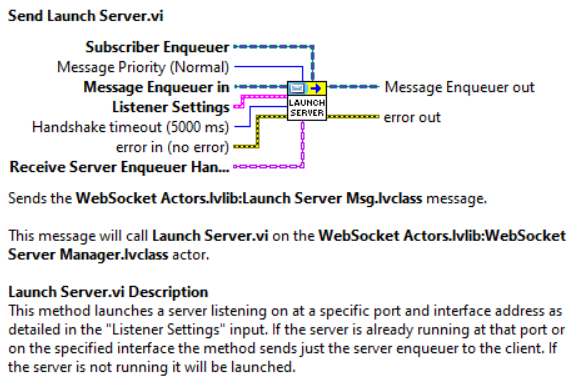 Send Launch Server.vi
Subscriber Enqueuer
Message Priority (Normal)
Message Enqueuer in
Message Enqueuer out
Listener Settings
LAUNCH
SERVER
error out
Handshake timeout (5000 ms)
error in (no error)
Receive Server Enqueuer Han...
Sends the WebSocket Actors.lvlib:Launch Server Msg.lvclass message.
This message will call Launch Server.vi on the WebSocket Actors.lvlib:WebSocket
Server Manager.lvclass actor.
Launch Server.vi Description
This method launches a server listening on at a specific port and interface address as
detailed in the "Listener Settings" input. If the server is already running at that port or
on the specified interface the method sends just the server enqueuer to the client. If
the server is not running it will be launched.